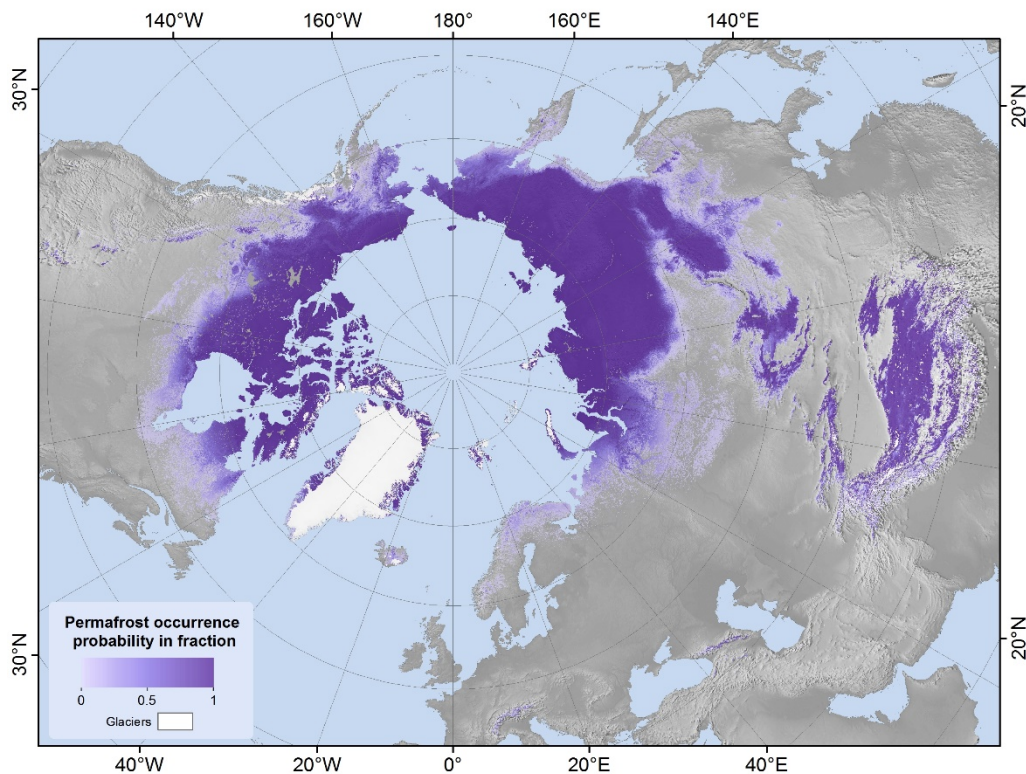 140°W 160°W 180° 160°E 140°E
30°N
20°N
Permafrost occurrence
probability in fraction
0 0.5 1
Glaciers
30°N
20°N
40°W 20°W 0° 20°E 40°E